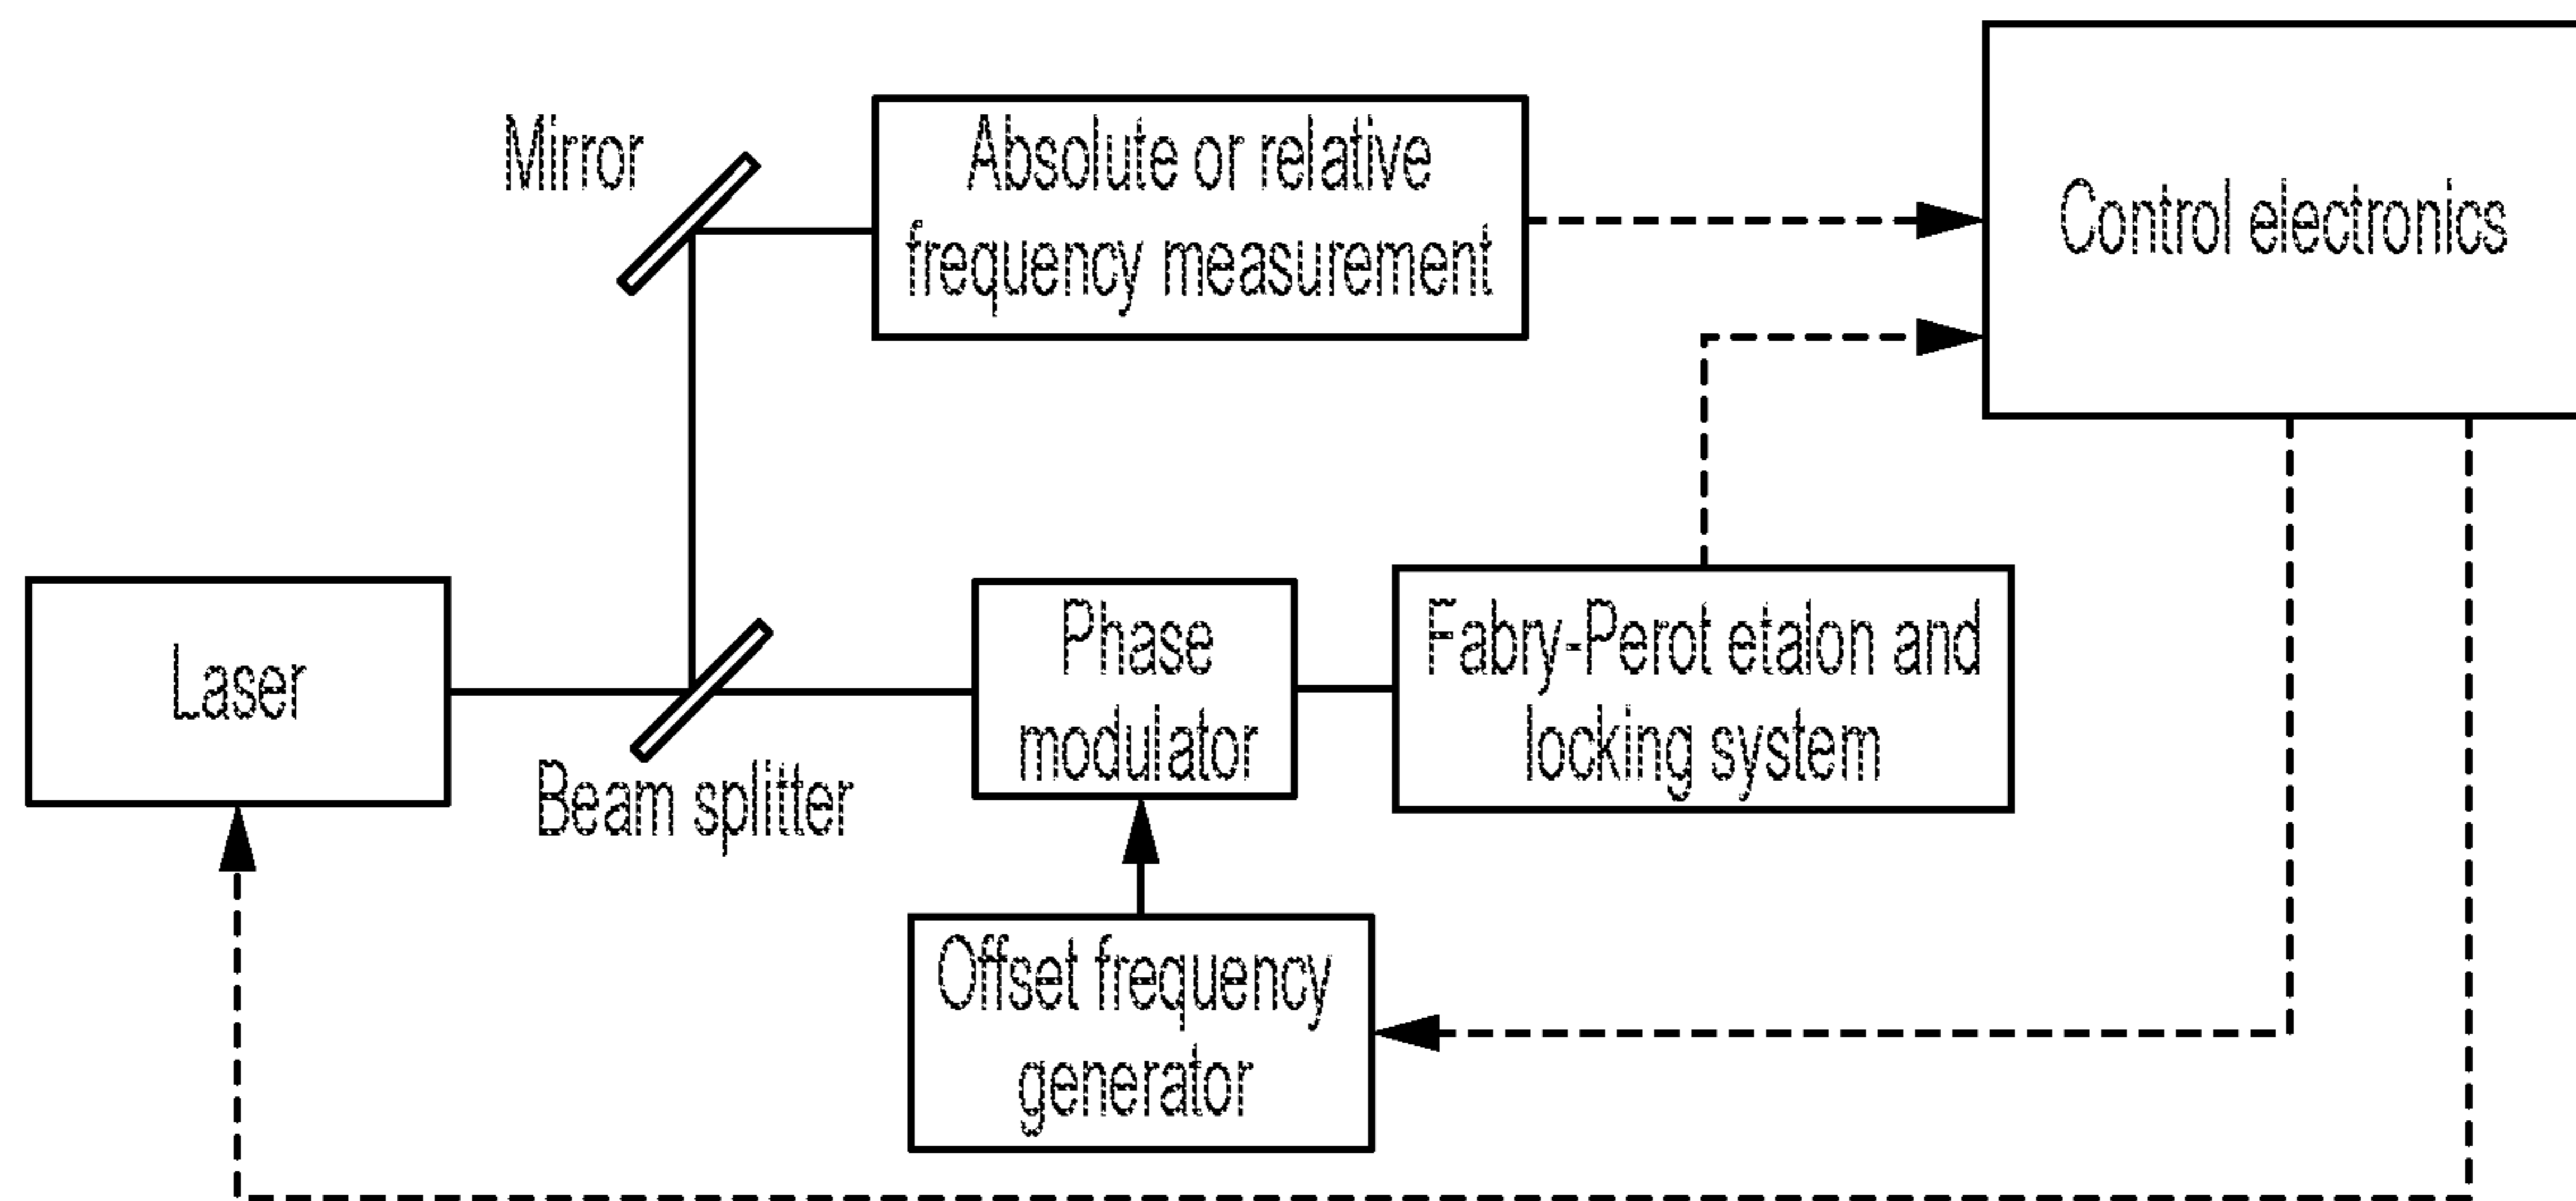 Mirror
Absolute or relative
frequency measurement
Control electronics
Laser
Beam splitter
Phase
modulator
Fabry-Perot etalon and
locking system
Offset frequency
generator